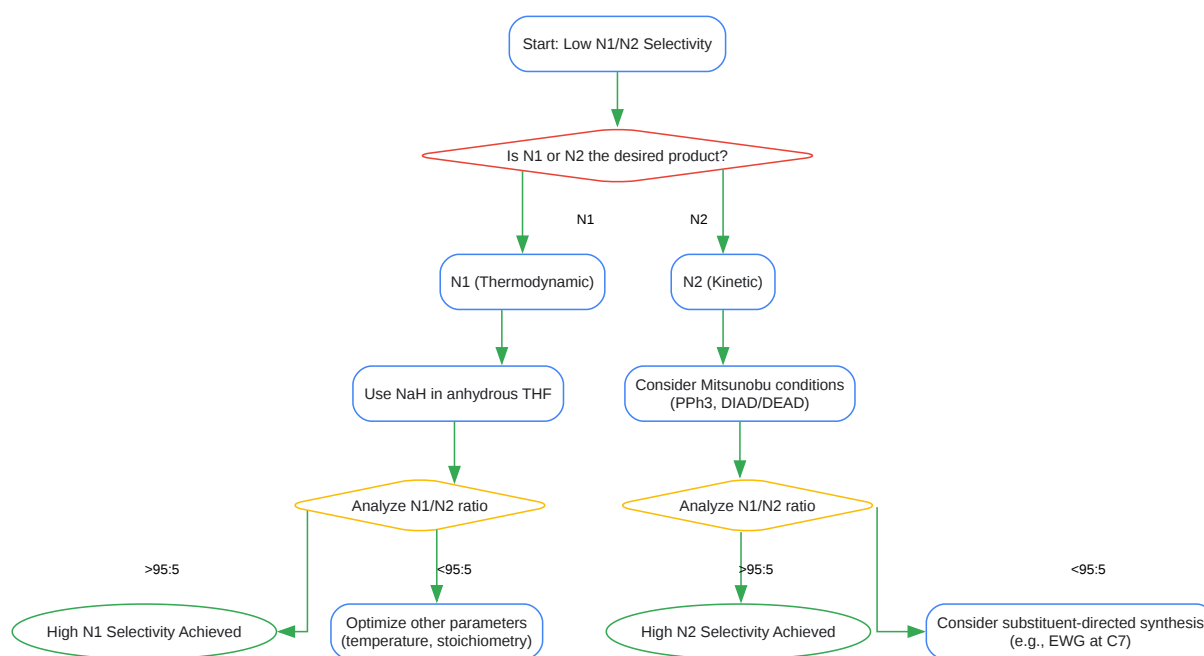 Start: Low N1/N2 Selectivity
Is N1 or N2 the desired product?
N1
N2
N1 (Thermodynamic)
N2 (Kinetic)
Use NaH in anhydrous THF
Consider Mitsunobu conditions
(PPh3, DIAD/DEAD)
Analyze N1/N2 ratio
Analyze N1/N2 ratio
>95:5
<95:5
>95:5
<95:5
High N1 Selectivity Achieved
Optimize other parameters
(temperature, stoichiometry)
High N2 Selectivity Achieved
Consider substituent-directed synthesis
(e.g., EWG at C7)